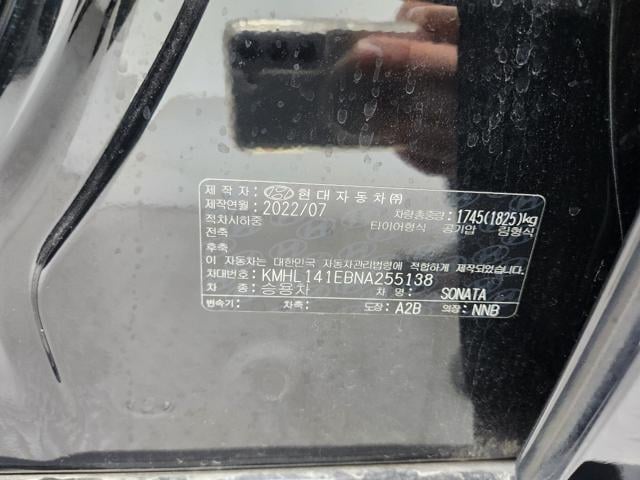 제 작 자: 현대자동차㈜
제작연월: 2022/07 차량총중량: 1745(1825)kg
적차시하중 타이어형식 공기압 림형식
전축
후축
이 자동차는 대한민국 자동차관리법령에 적합하게 제작되었습니다.
차대번호: KMHL141EBNA255138
차 종: 승용차 차 명: SONATA
변속기: 차축: 도장: A2B 의장: NNB